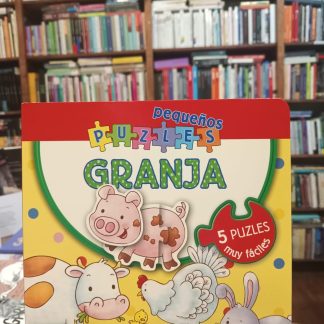 pequeños
PUZLES
GRANJA
5 PUZLES
muy fáciles